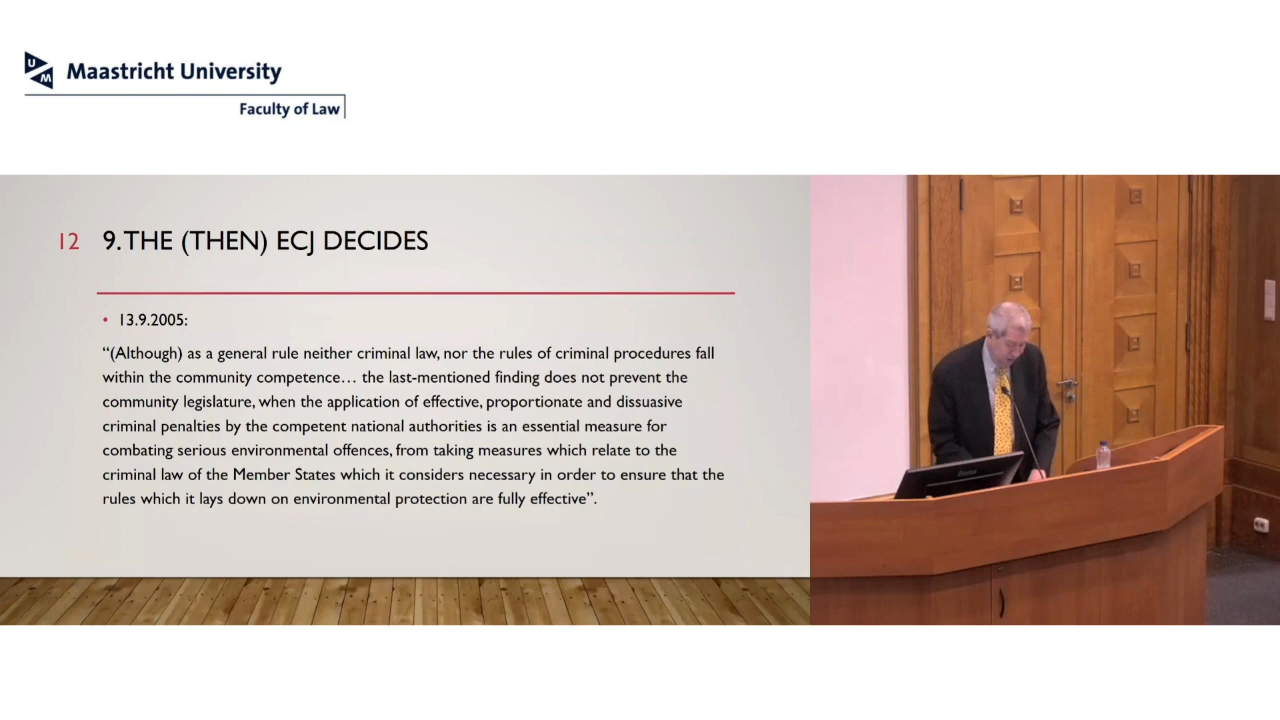 U
M
Maastricht University
Faculty of Law
12 9.THE (THEN) ECJ DECIDES
• 13.9.2005:
“(Although) as a general rule neither criminal law, nor the rules of criminal procedures fall
within the community competence… the last-mentioned finding does not prevent the
community legislature, when the application of effective, proportionate and dissuasive
criminal penalties by the competent national authorities is an essential measure for
combating serious environmental offences, from taking measures which relate to the
criminal law of the Member States which it considers necessary in order to ensure that the
rules which it lays down on environmental protection are fully effective”.